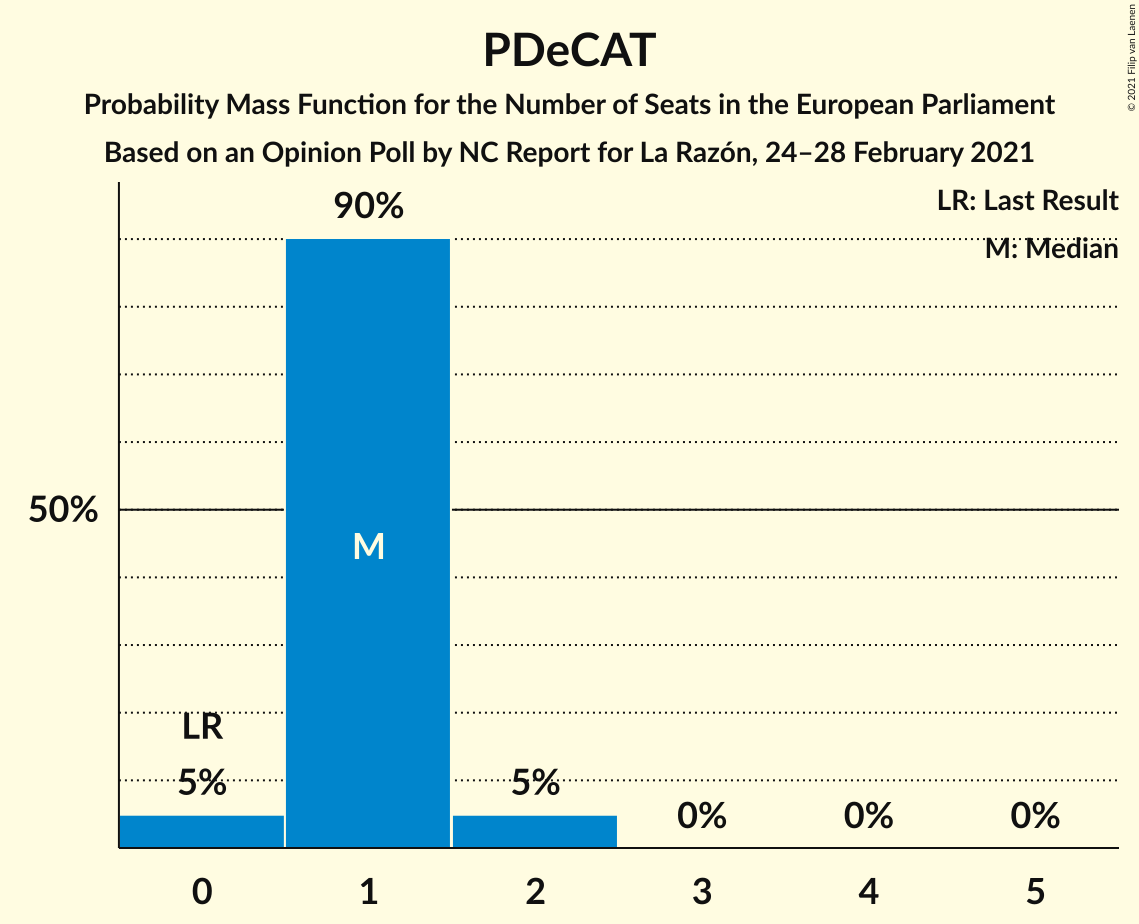 PDeCAT
Probability Mass Function for the Number of Seats in the European Parliament
Based on an Opinion Poll by NC Report for La Razón, 24–28 February 2021
© 2021 Filip van Laenen
LR: Last Result
M: Median
90%
50%
M
LR
5%
5%
0%
0%
0%
0 1 2 3 4 5